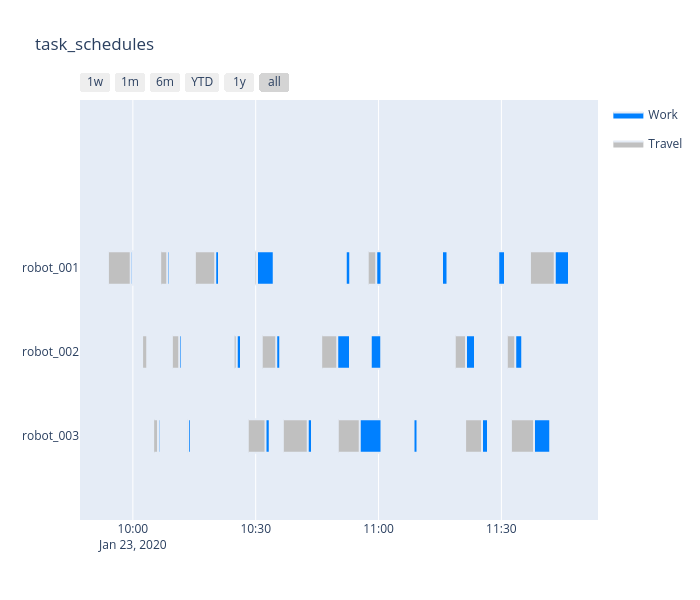 task_schedules
1w 1m 6m YTD 1y all
Work
Travel
robot_001
robot_002
robot_003
10:00 10:30 11:00 11:30
Jan 23, 2020